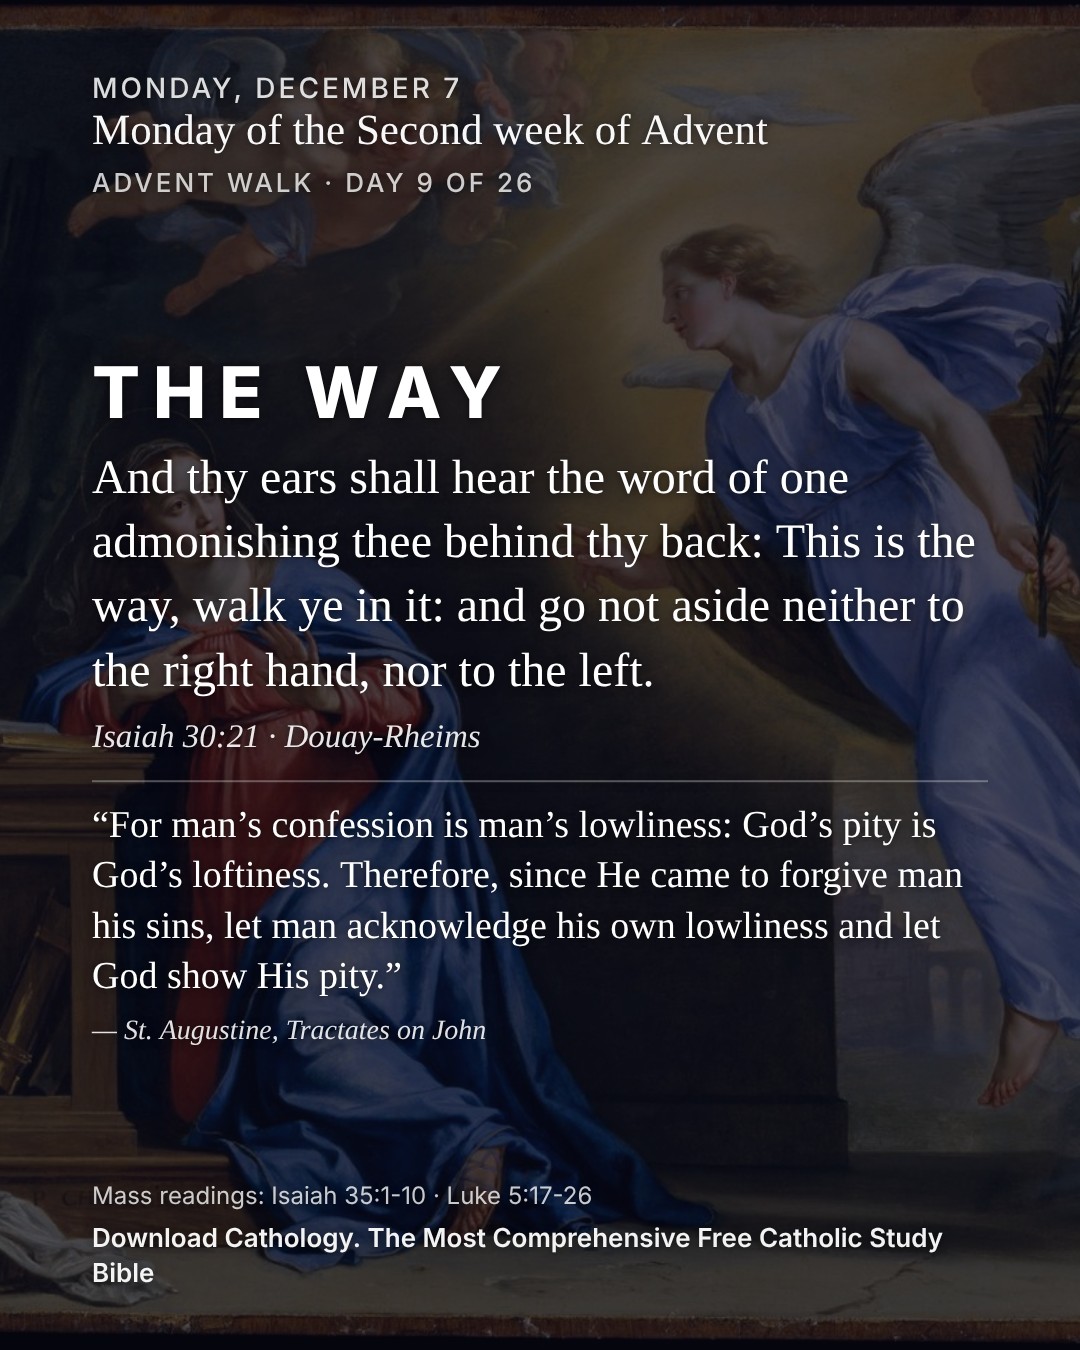 MONDAY, DECEMBER 7
Monday of the Second week of Advent
ADVENT WALK · DAY 9 OF 26
THE WAY
And thy ears shall hear the word of one
admonishing thee behind thy back: This is the
way, walk ye in it: and go not aside neither to
the right hand, nor to the left.
Isaiah 30:21 · Douay-Rheims
“For man’s confession is man’s lowliness: God’s pity is
God’s loftiness. Therefore, since He came to forgive man
his sins, let man acknowledge his own lowliness and let
God show His pity.”
— St. Augustine, Tractates on John
Mass readings: Isaiah 35:1-10 · Luke 5:17-26
Download Cathology. The Most Comprehensive Free Catholic Study
Bible